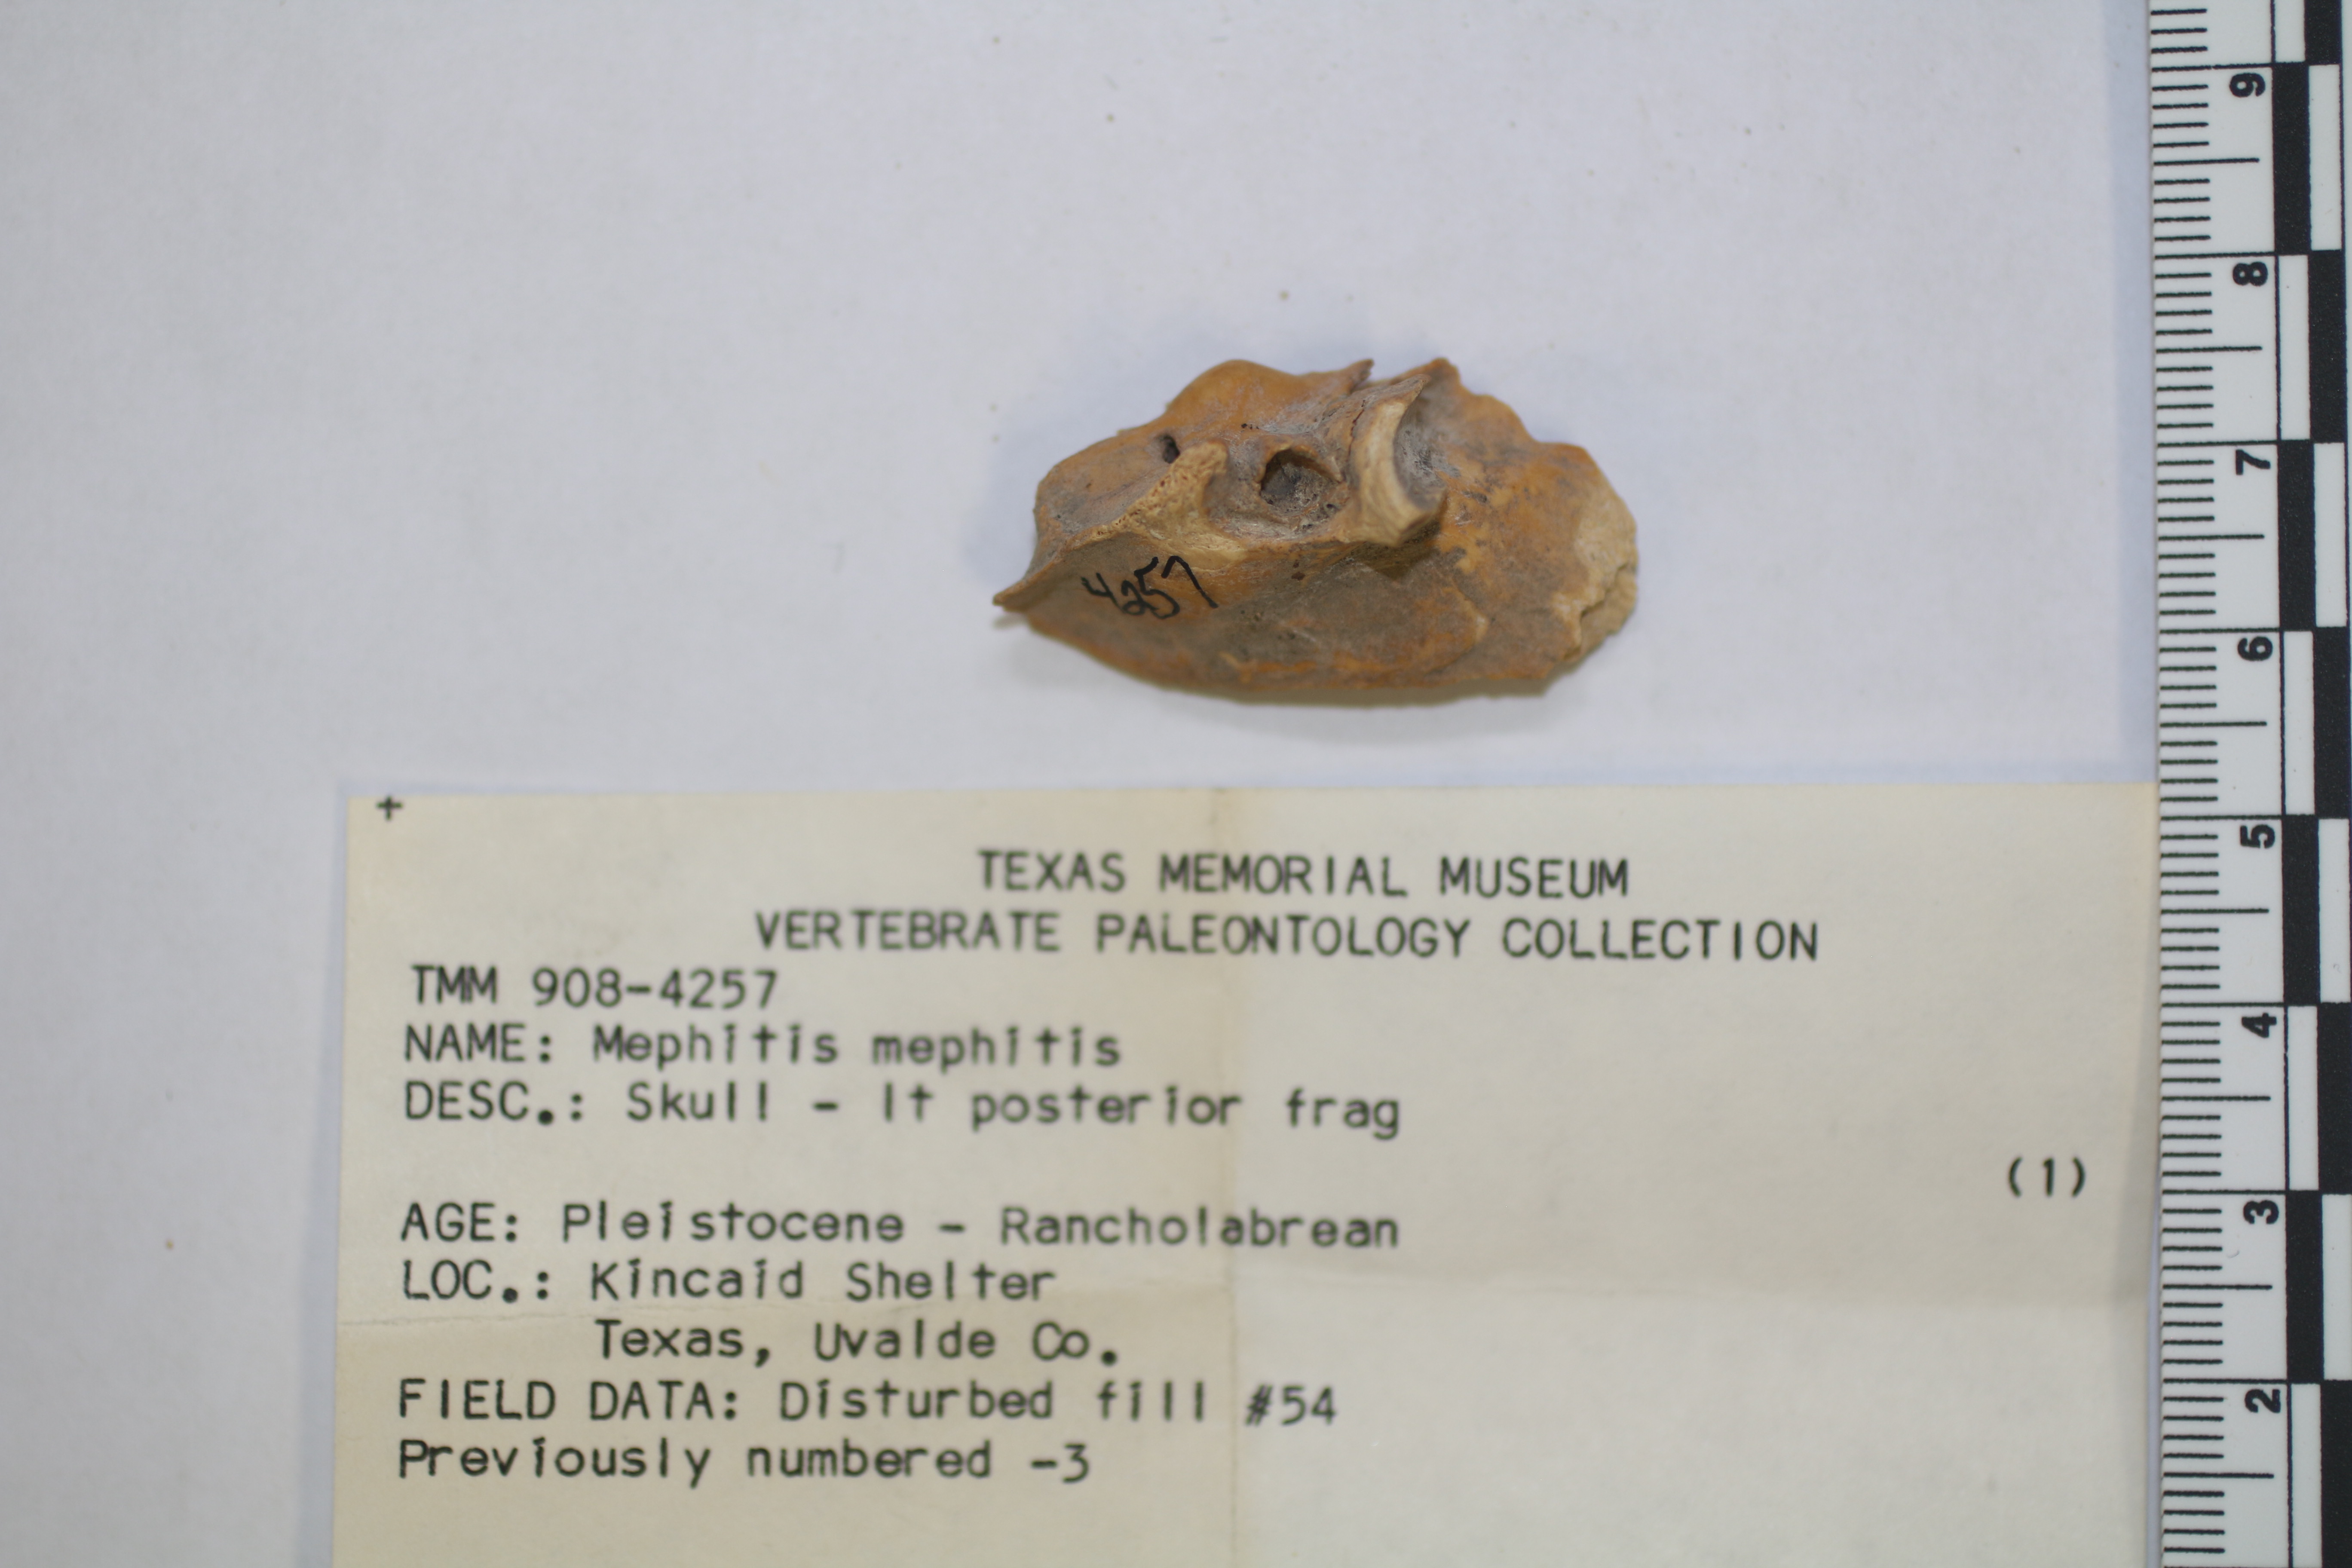 4257
+
TEXAS MEMORIAL MUSEUM
VERTEBRATE PALEONTOLOGY COLLECTION
TMM 908-4257
NAME: Mephitis mephitis
DESC.: Skull - lt posterior frag
(1)
AGE: Pleistocene - Rancholabrean
LOC.: Kincaid Shelter
Texas, Uvalde Co.
FIELD DATA: Disturbed fill #54
Previously numbered -3
9
8
7
6
5
4
3
2